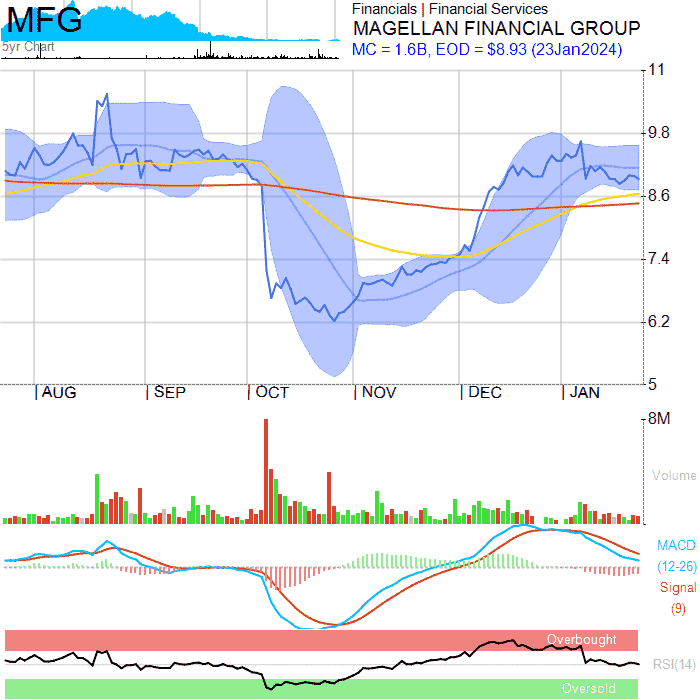 MFG
5yr Chart
Financials | Financial Services
MAGELLAN FINANCIAL GROUP
MC = 1.6B, EOD = $8.93 (23Jan2024)
11
9.8
8.6
7.4
6.2
5
|AUG |SEP |OCT |NOV |DEC |JAN
8M
Volume
MACD
(12-26)
Signal
(9)
Overbought
RSI(14)
Oversold